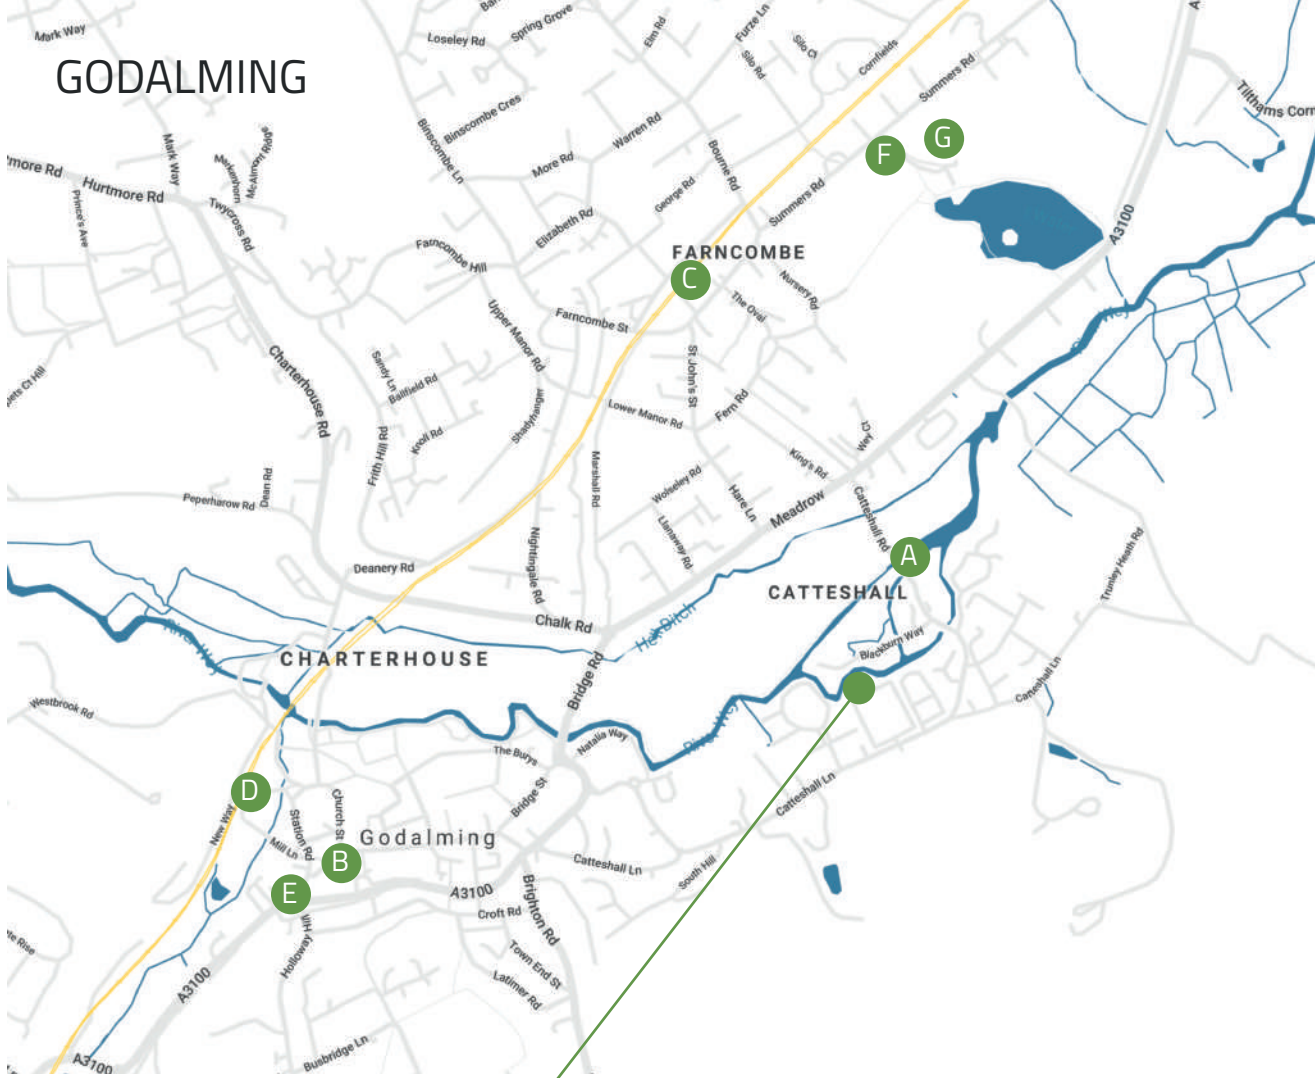 Mark Way
GODALMING
Loseley Rd
Spring Grove
Elm Rd
Furze Ln
Silo Cl
Silo Rd
Cornfields
Summers Rd
A
Tilthams Corn
Binscombe Cres
Binscombe Ln
Warren Rd
More Rd
Bourne Rd
F
G
Mark Way
Markenhorn
McAlmont Ridge
more Rd
Hurtmore Rd
Prince's Ave
Twycross Rd
George Rd
Summers Rd
Elizabeth Rd
A3100
Farncombe Hill
FARNCOMBE
C
Nursery Rd
The Oval
Upper Manor Rd
Farncombe St
Charterhouse Rd
Sandy Ln
Ballfield Rd
St John's St
Shadyhanger
Lower Manor Rd
Fern Rd
Knoll Rd
Frith Hill Rd
Wey Ct
King's Rd
Dean Rd
Peperharow Rd
Marshall Rd
Wolseley Rd
Hare Ln
Meadrow
Catteshall Rd
Llanaway Rd
Nightingale Rd
Trunley Heath Rd
A
Deanery Rd
CATTESHALL
Chalk Rd
Hell Ditch
River Wey
Blackburn Way
CHARTERHOUSE
Bridge Rd
Catteshall Ln
Westbrook Rd
River Wey
Natalia Way
The Burys
D
Bridge St
Catteshall Ln
New Way
Station Rd
Church St
Mill Ln
Godalming
B
Catteshall Ln
South Hill
E
A3100
Croft Rd
Brighton Rd
Holloway Hill
te Rise
Town End St
Latimer Rd
A3100
Busbridge Ln
A3100